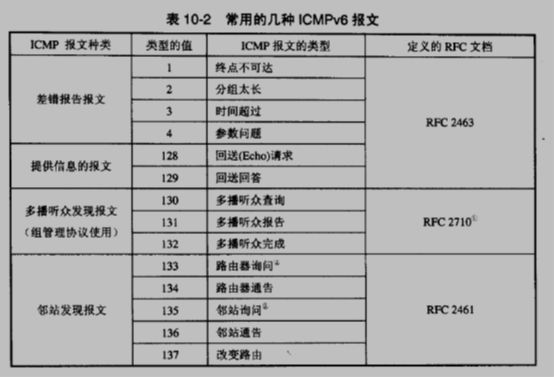 表 10-2 常用的几种 ICMPv6 报文
ICMP 报文种类 类型的值 ICMP 报文的类型 定义的 RFC 文档
差错报告报文 1 终点不可达 RFC 2463
2 分组太长
3 时间超过
4 参数问题
提供信息的报文 128 回送(Echo)请求
129 回送回答
多播听众发现报文 130 多播听众查询 RFC 2710①
(组管理协议使用) 131 多播听众报告
132 多播听众完成
邻站发现报文 133 路由器询问 RFC 2461
134 路由器通告
135 邻站询问②
136 邻站通告
137 改变路由